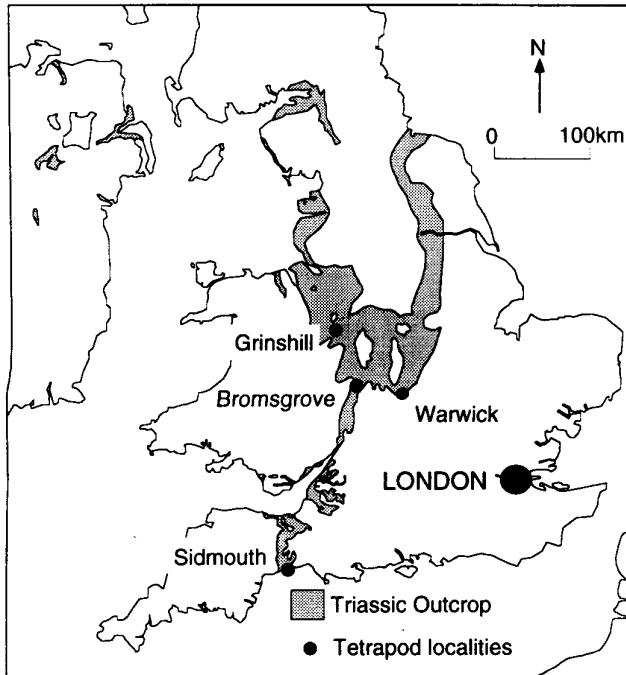 N
0 100km
Grinshill
Bromsgrove
Warwick
LONDON
Sidmouth
Triassic Outcrop
Tetrapod localities